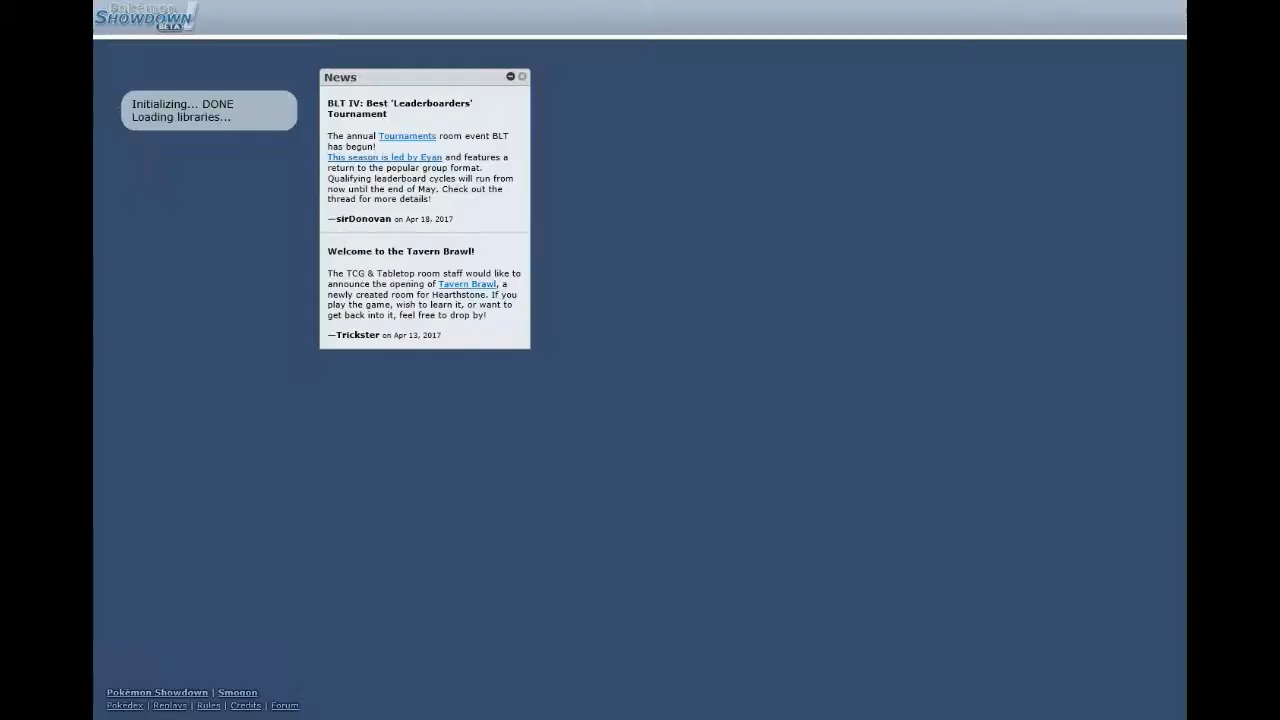 Pokémon
SHOWDOWN!
BETA
News
Initializing... DONE
Loading libraries...
BLT IV: Best 'Leaderboarders'
Tournament
The annual Tournaments room event BLT
has begun!
This season is led by Eyan and features a
return to the popular group format.
Qualifying leaderboard cycles will run from
now until the end of May. Check out the
thread for more details!
—sirDonovan on Apr 18, 2017
Welcome to the Tavern Brawl!
The TCG & Tabletop room staff would like to
announce the opening of Tavern Brawl, a
newly created room for Hearthstone. If you
play the game, wish to learn it, or want to
get back into it, feel free to drop by!
—Trickster on Apr 13, 2017
Pokémon Showdown | Smogon
Pokédex | Replays | Rules | Credits | Forum